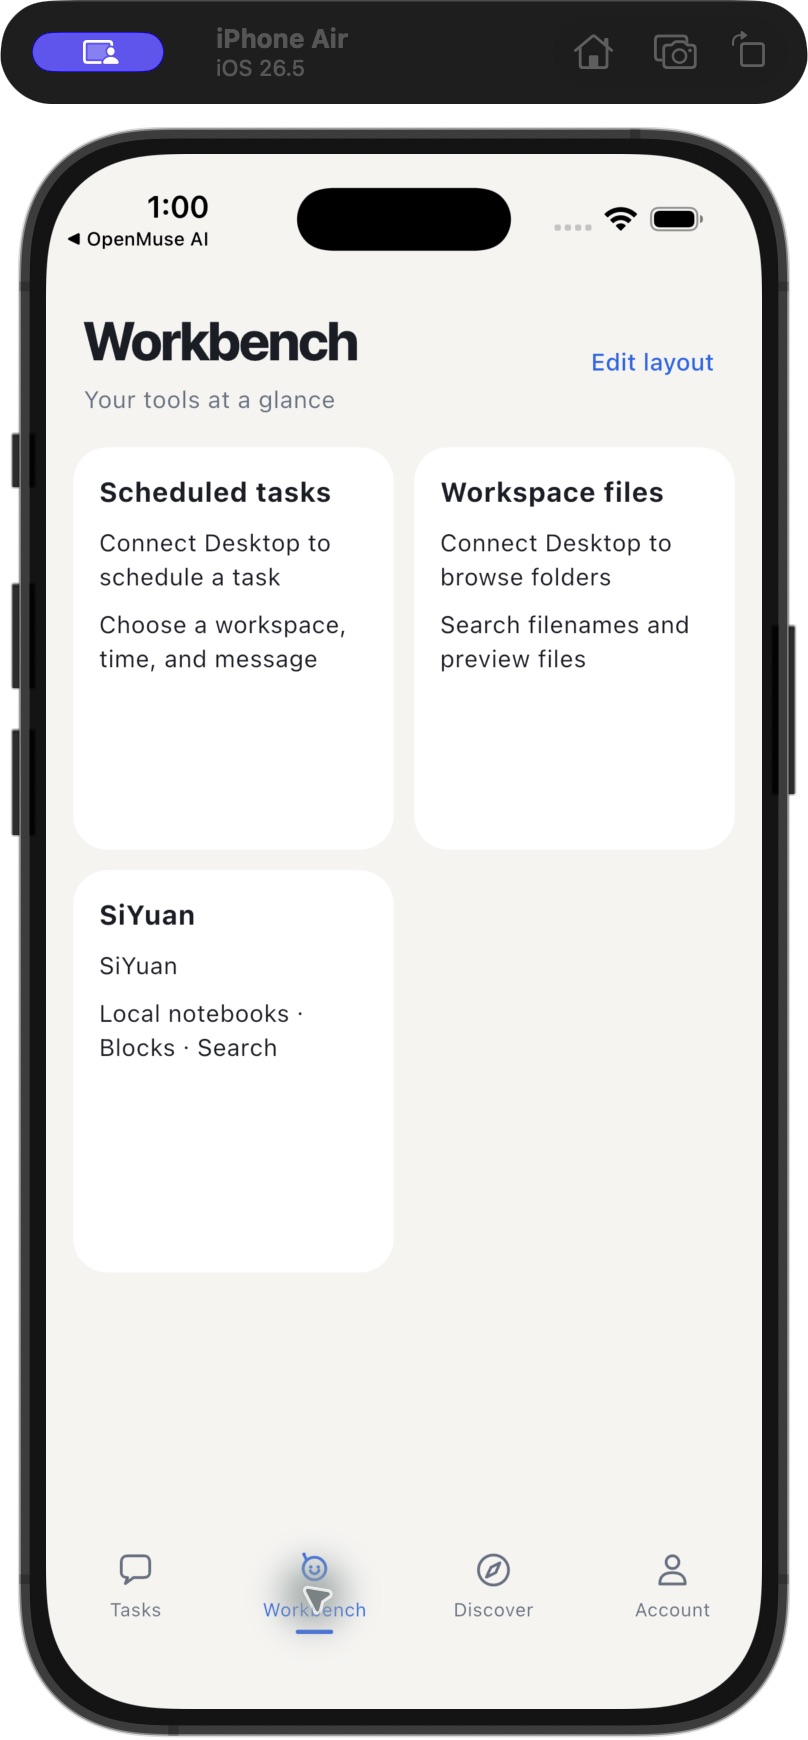 iPhone Air
iOS 26.5
1:00
OpenMuse AI
Workbench
Edit layout
Your tools at a glance
Scheduled tasks
Connect Desktop to
schedule a task
Choose a workspace,
time, and message
Workspace files
Connect Desktop to
browse folders
Search filenames and
preview files
SiYuan
SiYuan
Local notebooks ·
Blocks · Search
Tasks
Workbench
Discover
Account